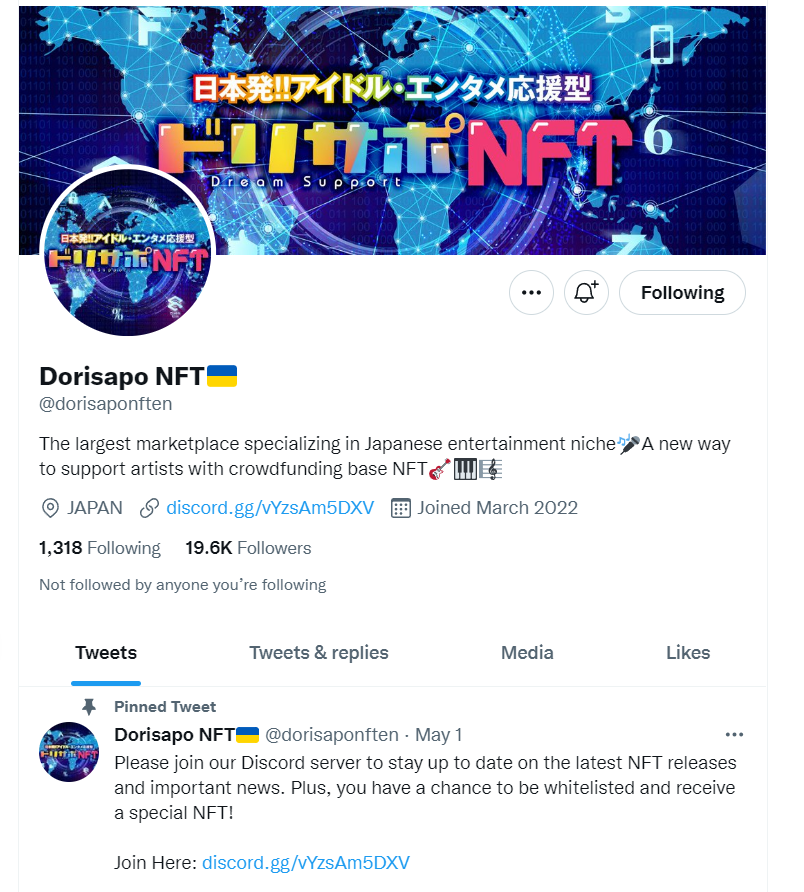 日本発!!アイドル・エンタメ応援型
ドリサポNFT
Dream Support
6
日本発!!アイドル・エンタメ応援型
ドリサポNFT
Dream Support
%
Following
Dorisapo NFT🇺🇦
@dorisaponften
The largest marketplace specializing in Japanese entertainment niche🎤A new way
to support artists with crowdfunding base NFT🎸🎹🎼
JAPAN discord.gg/vYzsAm5DXV Joined March 2022
1,318 Following 19.6K Followers
Not followed by anyone you’re following
Tweets Tweets & replies Media Likes
Pinned Tweet
Dorisapo NFT🇺🇦 @dorisaponften · May 1
Please join our Discord server to stay up to date on the latest NFT releases
and important news. Plus, you have a chance to be whitelisted and receive
a special NFT!
Join Here: discord.gg/vYzsAm5DXV